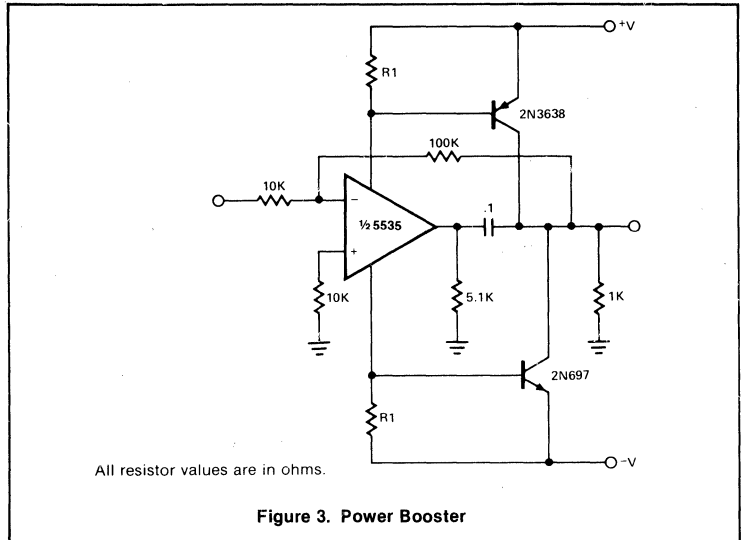 +V
R1
2N3638
100K
10K
−
½ 5535
.1
+
10K
5.1K
1K
2N697
R1
−V
All resistor values are in ohms.
Figure 3. Power Booster